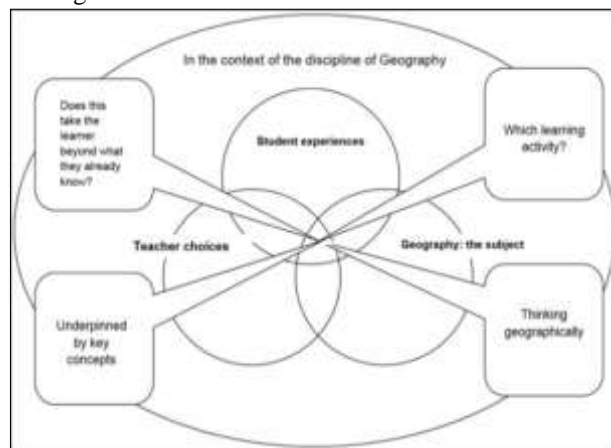 In the context of the discipline of Geography
Does this
take the
learner
beyond what
they already
know?
Which learning
activity?
Student experiences
Teacher choices
Geography: the subject
Underpinned
by key
concepts
Thinking
geographically